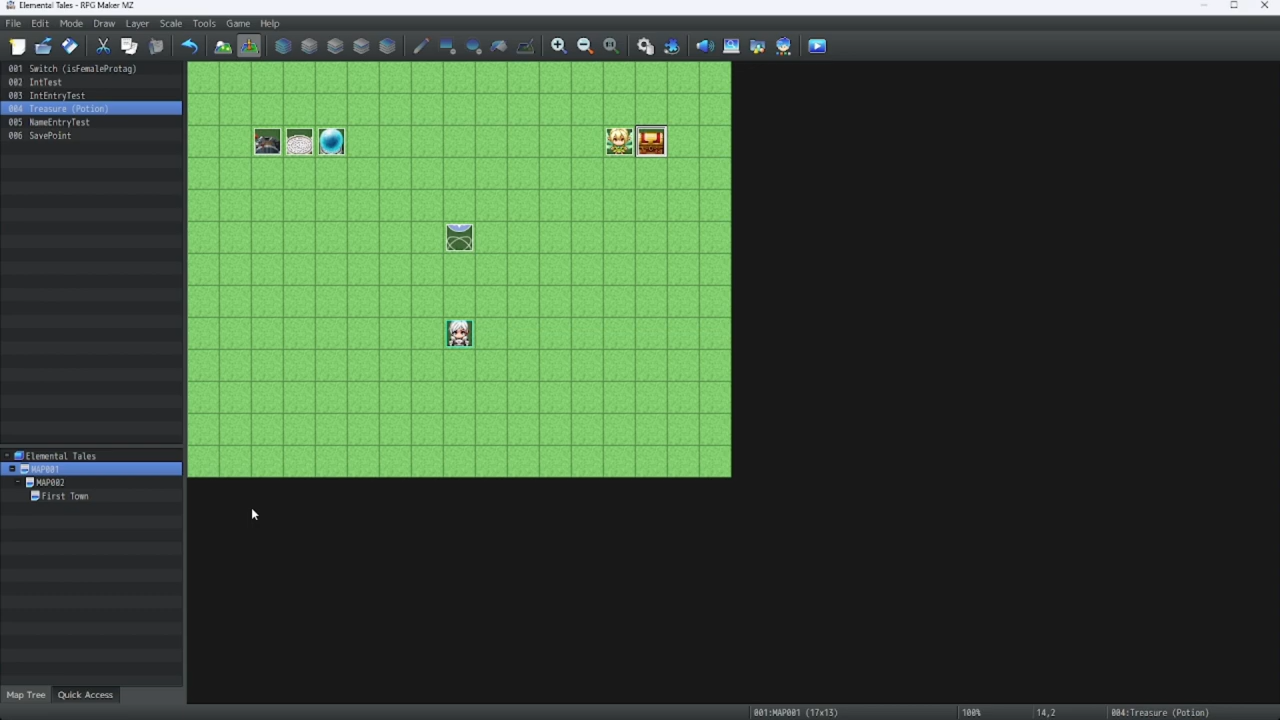 Elemental Tales - RPG Maker MZ
File Edit Mode Draw Layer Scale Tools Game Help
001 Switch (isFemaleProtag)
002 IntTest
003 IntEntryTest
004 Treasure (Potion)
005 NameEntryTest
006 SavePoint
Elemental Tales
MAP001
MAP002
First Town
Map Tree Quick Access
001:MAP001 (17x13) 100% 14,2 004:Treasure (Potion)